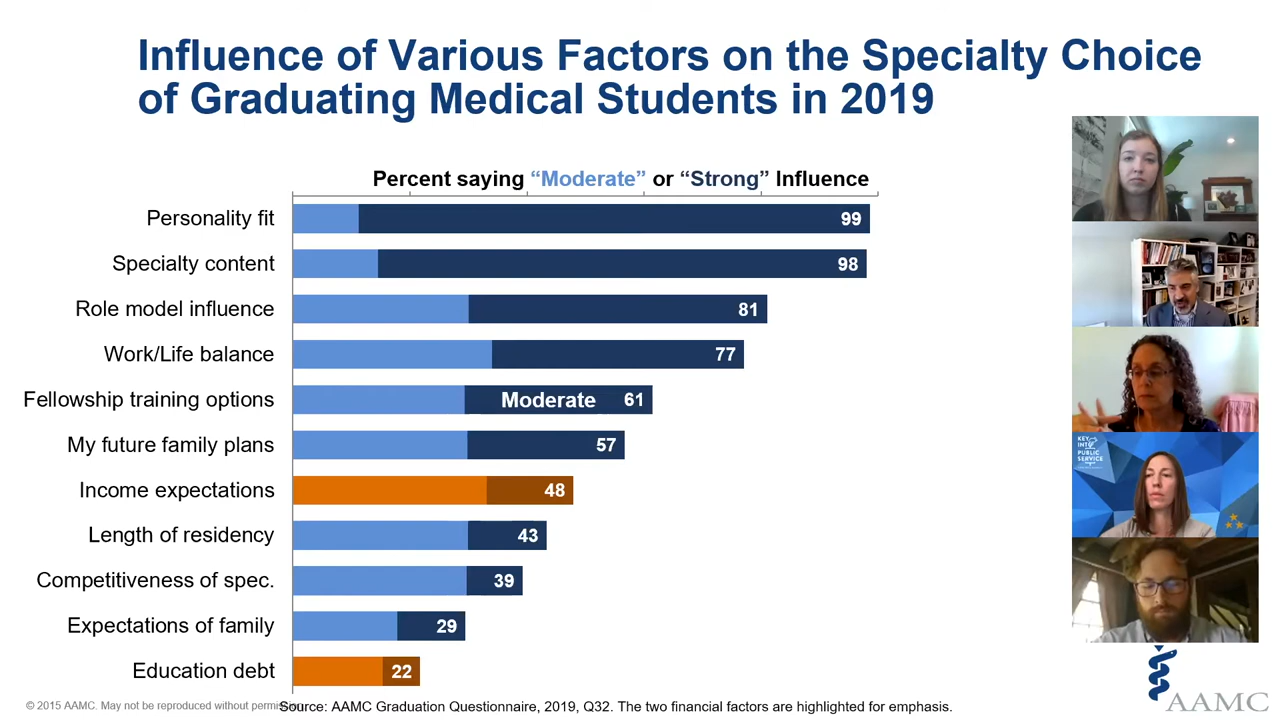 Influence of Various Factors on the Specialty Choice
of Graduating Medical Students in 2019
Percent saying “Moderate” or “Strong” Influence
Personality fit 99
Specialty content 98
Role model influence 81
Work/Life balance 77
Fellowship training options Moderate 61
My future family plans 57
Income expectations 48
Length of residency 43
Competitiveness of spec. 39
Expectations of family 29
Education debt 22
KEY
INTO
PUBLIC
SERVICE
© 2015 AAMC. May not be reproduced without
Source: AAMC Graduation Questionnaire, 2019, Q32. The two financial factors are highlighted for emphasis.
AAMC